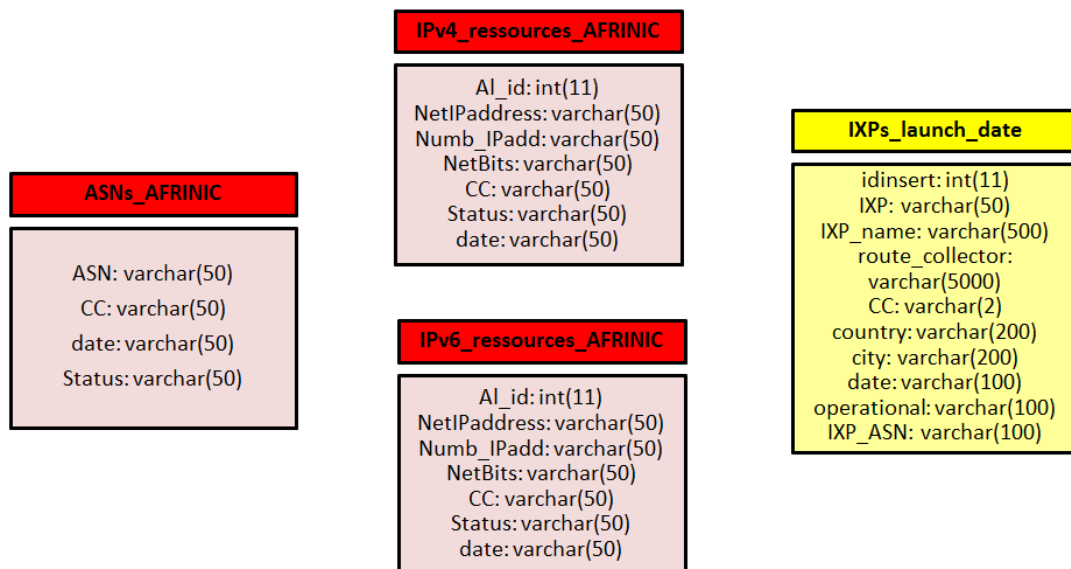 ASNs_AFRINIC
ASN: varchar(50)
CC: varchar(50)
date: varchar(50)
Status: varchar(50)
IPv4_ressources_AFRINIC
Al_id: int(11)
NetIPaddress: varchar(50)
Numb_IPadd: varchar(50)
NetBits: varchar(50)
CC: varchar(50)
Status: varchar(50)
date: varchar(50)
IPv6_ressources_AFRINIC
Al_id: int(11)
NetIPaddress: varchar(50)
Numb_IPadd: varchar(50)
NetBits: varchar(50)
CC: varchar(50)
Status: varchar(50)
date: varchar(50)
IXPs_launch_date
idinsert: int(11)
IXP: varchar(50)
IXP_name: varchar(500)
route_collector:
varchar(5000)
CC: varchar(2)
country: varchar(200)
city: varchar(200)
date: varchar(100)
operational: varchar(100)
IXP_ASN: varchar(100)